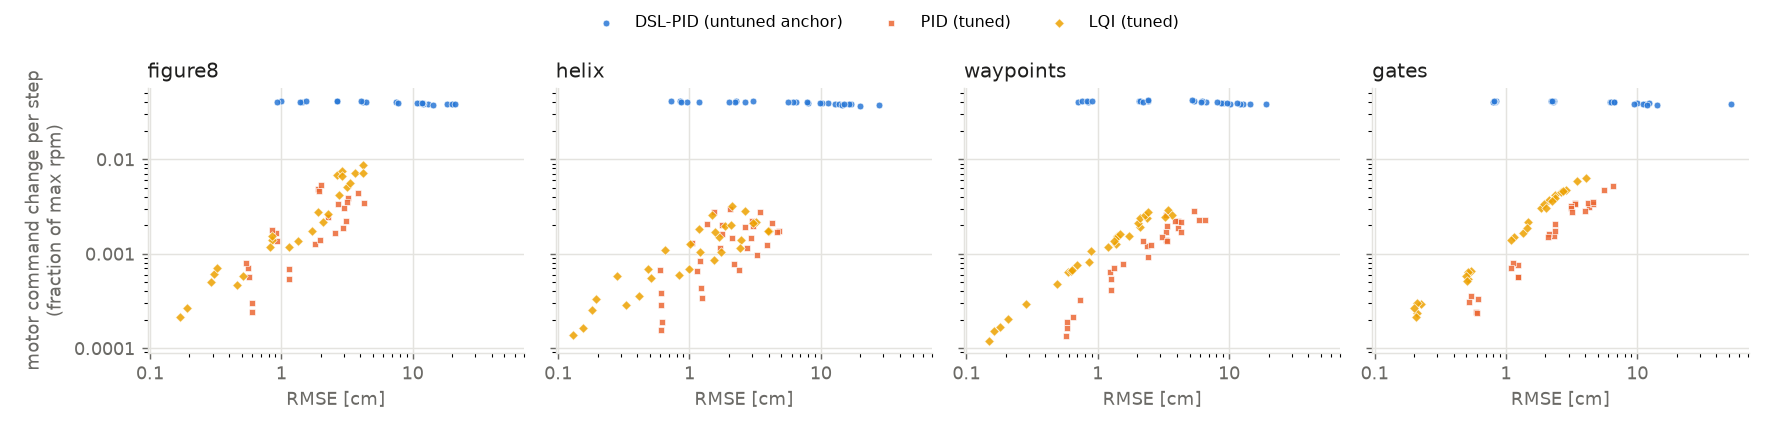 DSL-PID (untuned anchor) PID (tuned) LQI (tuned)
figure8 helix waypoints gates
motor command change per step
(fraction of max rpm)
0.01
0.001
0.0001
0.1 1 10 0.1 1 10 0.1 1 10 0.1 1 10
RMSE [cm] RMSE [cm] RMSE [cm] RMSE [cm]